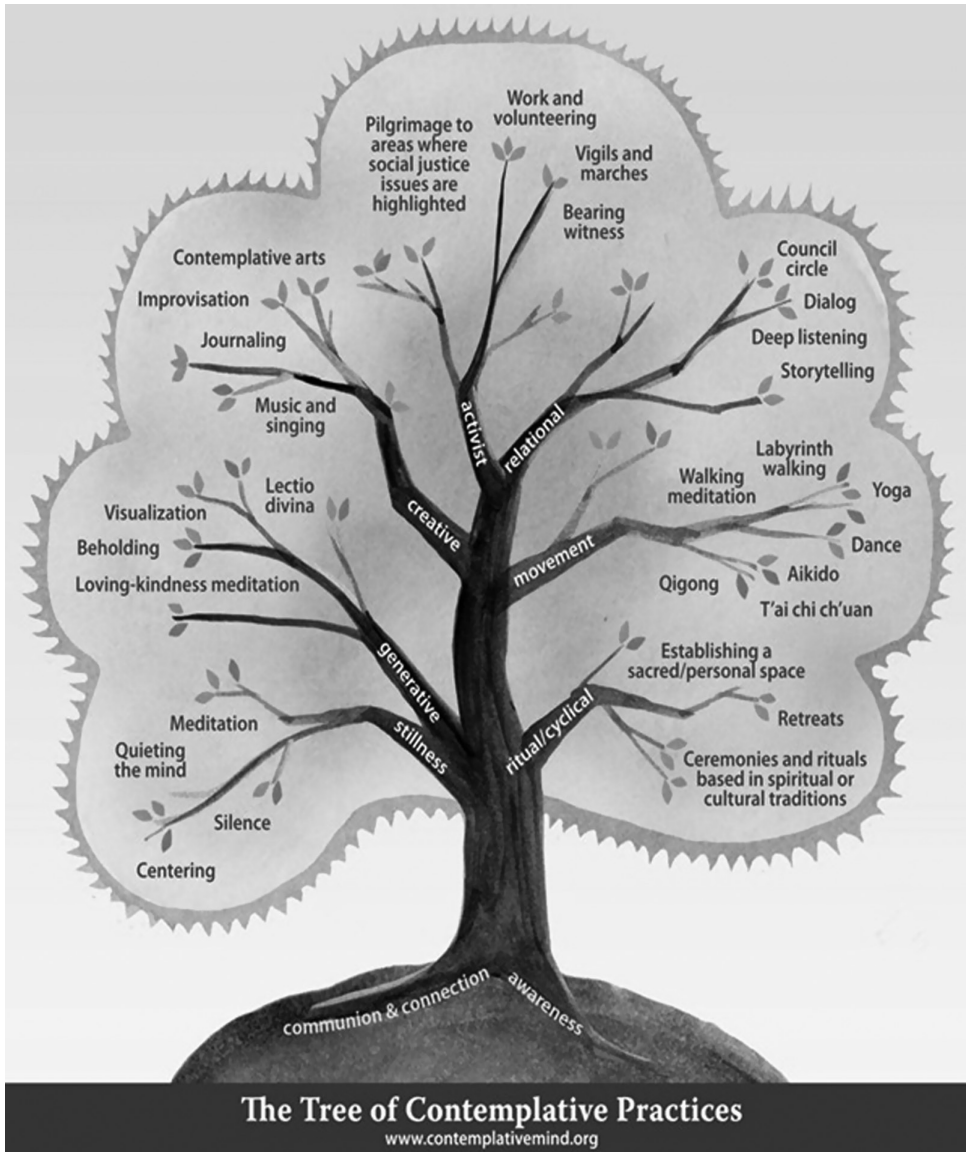 Work and
volunteering
Pilgrimage to
areas where
social justice
issues are
highlighted
Vigils and
marches
Bearing
witness
Contemplative arts
Improvisation
Journaling
Music and
singing
Council
circle
Dialog
Deep listening
Storytelling
activist
relational
creative
Lectio
divina
Visualization
Beholding
Loving-kindness meditation
Labyrinth
walking
Walking
meditation
Yoga
Dance
Aikido
Qigong
T'ai chi ch'uan
movement
generative
stillness
Meditation
Quieting
the mind
Silence
Centering
ritual/cyclical
Establishing a
sacred/personal space
Retreats
Ceremonies and rituals
based in spiritual or
cultural traditions
communion & connection
awareness
The Tree of Contemplative Practices
www.contemplativemind.org